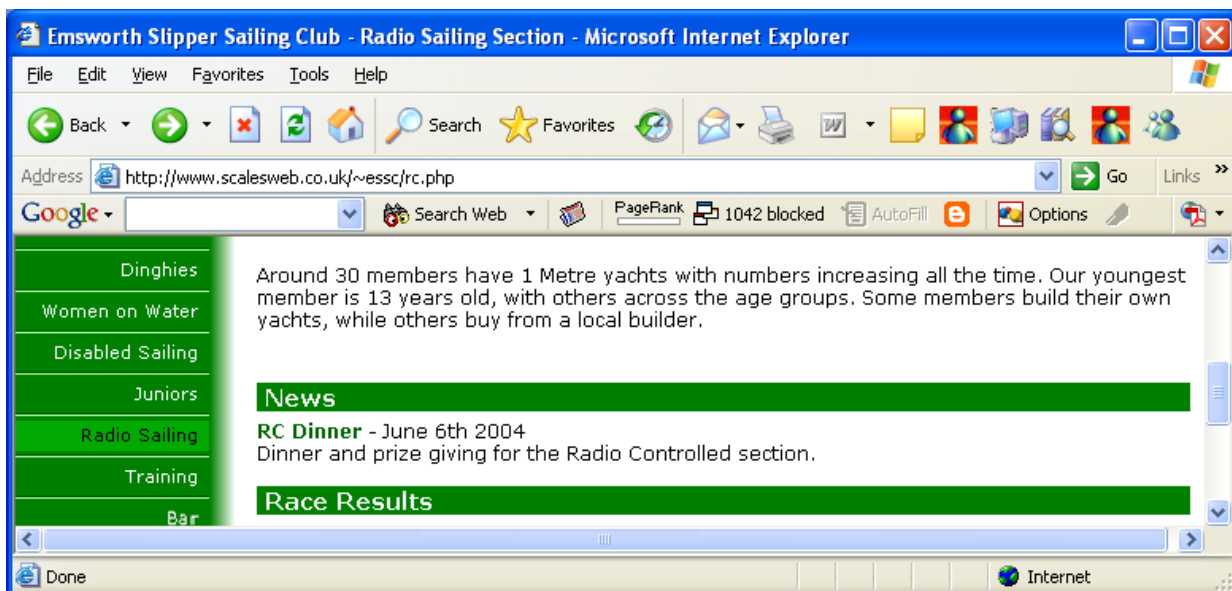 Emsworth Slipper Sailing Club - Radio Sailing Section - Microsoft Internet Explorer
File Edit View Favorites Tools Help
Back Search Favorites W
Address http://www.scalesweb.co.uk/~essc/rc.php Go Links »
Google Search Web PageRank 1042 blocked AutoFill Options
Dinghies
Women on Water
Disabled Sailing
Juniors
Radio Sailing
Training
Bar
Around 30 members have 1 Metre yachts with numbers increasing all the time. Our youngest
member is 13 years old, with others across the age groups. Some members build their own
yachts, while others buy from a local builder.
News
RC Dinner - June 6th 2004
Dinner and prize giving for the Radio Controlled section.
Race Results
Done Internet